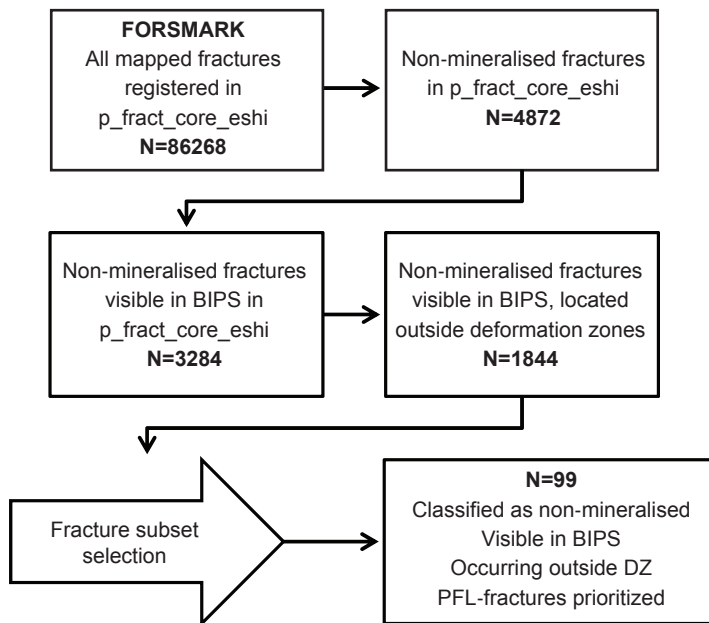 FORSMARK
All mapped fractures
registered in
p_fract_core_eshi
N=86268
Non-mineralised fractures
in p_fract_core_eshi
N=4872
Non-mineralised fractures
visible in BIPS in
p_fract_core_eshi
N=3284
Non-mineralised fractures
visible in BIPS, located
outside deformation zones
N=1844
Fracture subset
selection
N=99
Classified as non-mineralised
Visible in BIPS
Occurring outside DZ
PFL-fractures prioritized